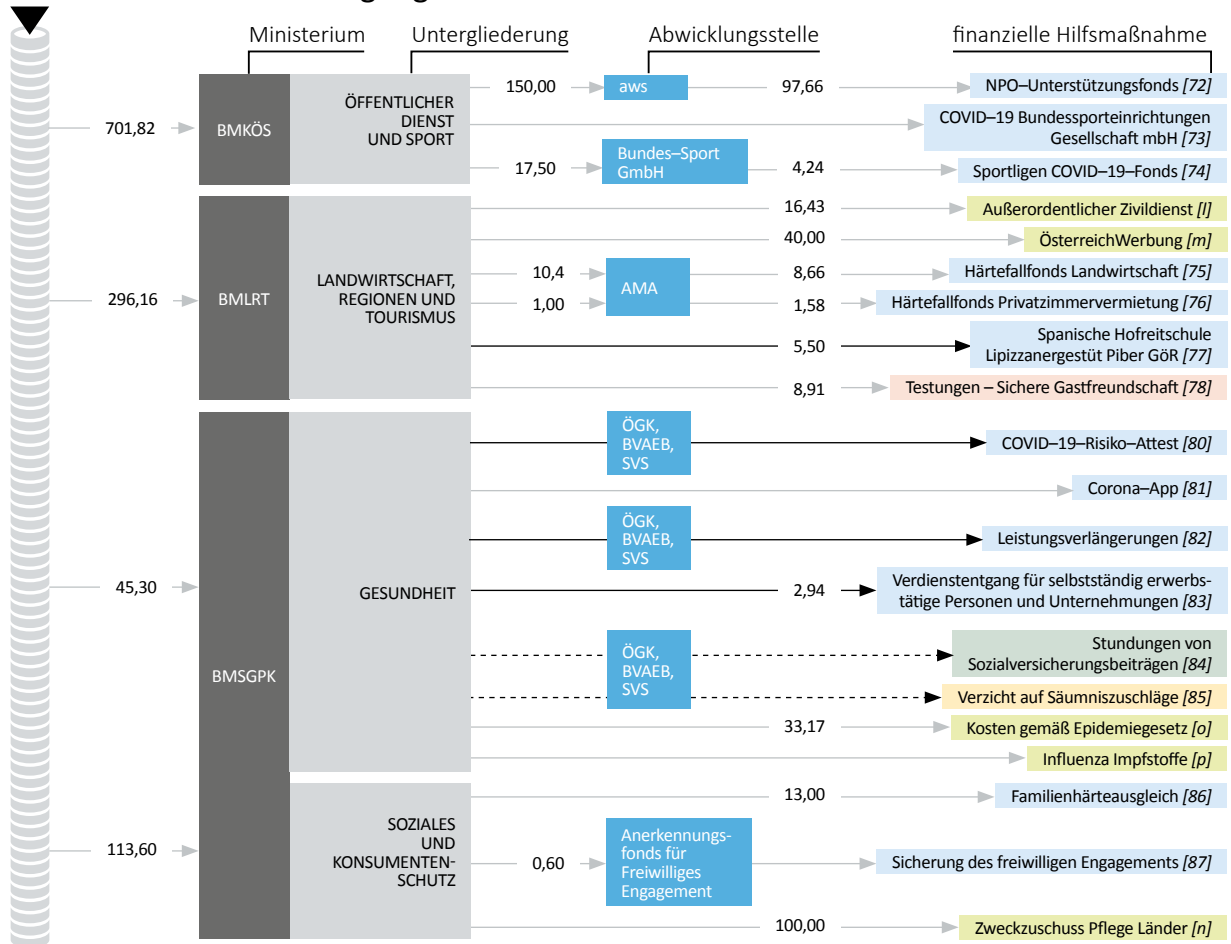 Ministerium
Untergliederung
Abwicklungsstelle
finanzielle Hilfsmaßnahme
701,82
BMKÖS
ÖFFENTLICHER
DIENST
UND SPORT
150,00
aws
97,66
NPO–Unterstützungsfonds [72]
COVID–19 Bundessporteinrichtungen
Gesellschaft mbH [73]
17,50
Bundes–Sport
GmbH
4,24
Sportligen COVID–19–Fonds [74]
296,16
BMLRT
LANDWIRTSCHAFT,
REGIONEN UND
TOURISMUS
16,43
Außerordentlicher Zivildienst [l]
40,00
ÖsterreichWerbung [m]
10,4
AMA
8,66
Härtefallfonds Landwirtschaft [75]
1,00
1,58
Härtefallfonds Privatzimmervermietung [76]
5,50
Spanische Hofreitschule
Lipizzanergestüt Piber GöR [77]
8,91
Testungen – Sichere Gastfreundschaft [78]
45,30
BMSGPK
GESUNDHEIT
ÖGK,
BVAEB,
SVS
COVID–19–Risiko–Attest [80]
Corona–App [81]
ÖGK,
BVAEB,
SVS
Leistungsverlängerungen [82]
2,94
Verdienstentgang für selbstständig erwerbs-
tätige Personen und Unternehmungen [83]
ÖGK,
BVAEB,
SVS
Stundungen von
Sozialversicherungsbeiträgen [84]
Verzicht auf Säumniszuschläge [85]
33,17
Kosten gemäß Epidemiegesetz [o]
Influenza Impfstoffe [p]
113,60
SOZIALES
UND
KONSUMENTEN-
SCHUTZ
13,00
Familienhärteausgleich [86]
0,60
Anerkennungs-
fonds für
Freiwilliges
Engagement
Sicherung des freiwilligen Engagements [87]
100,00
Zweckzuschuss Pflege Länder [n]